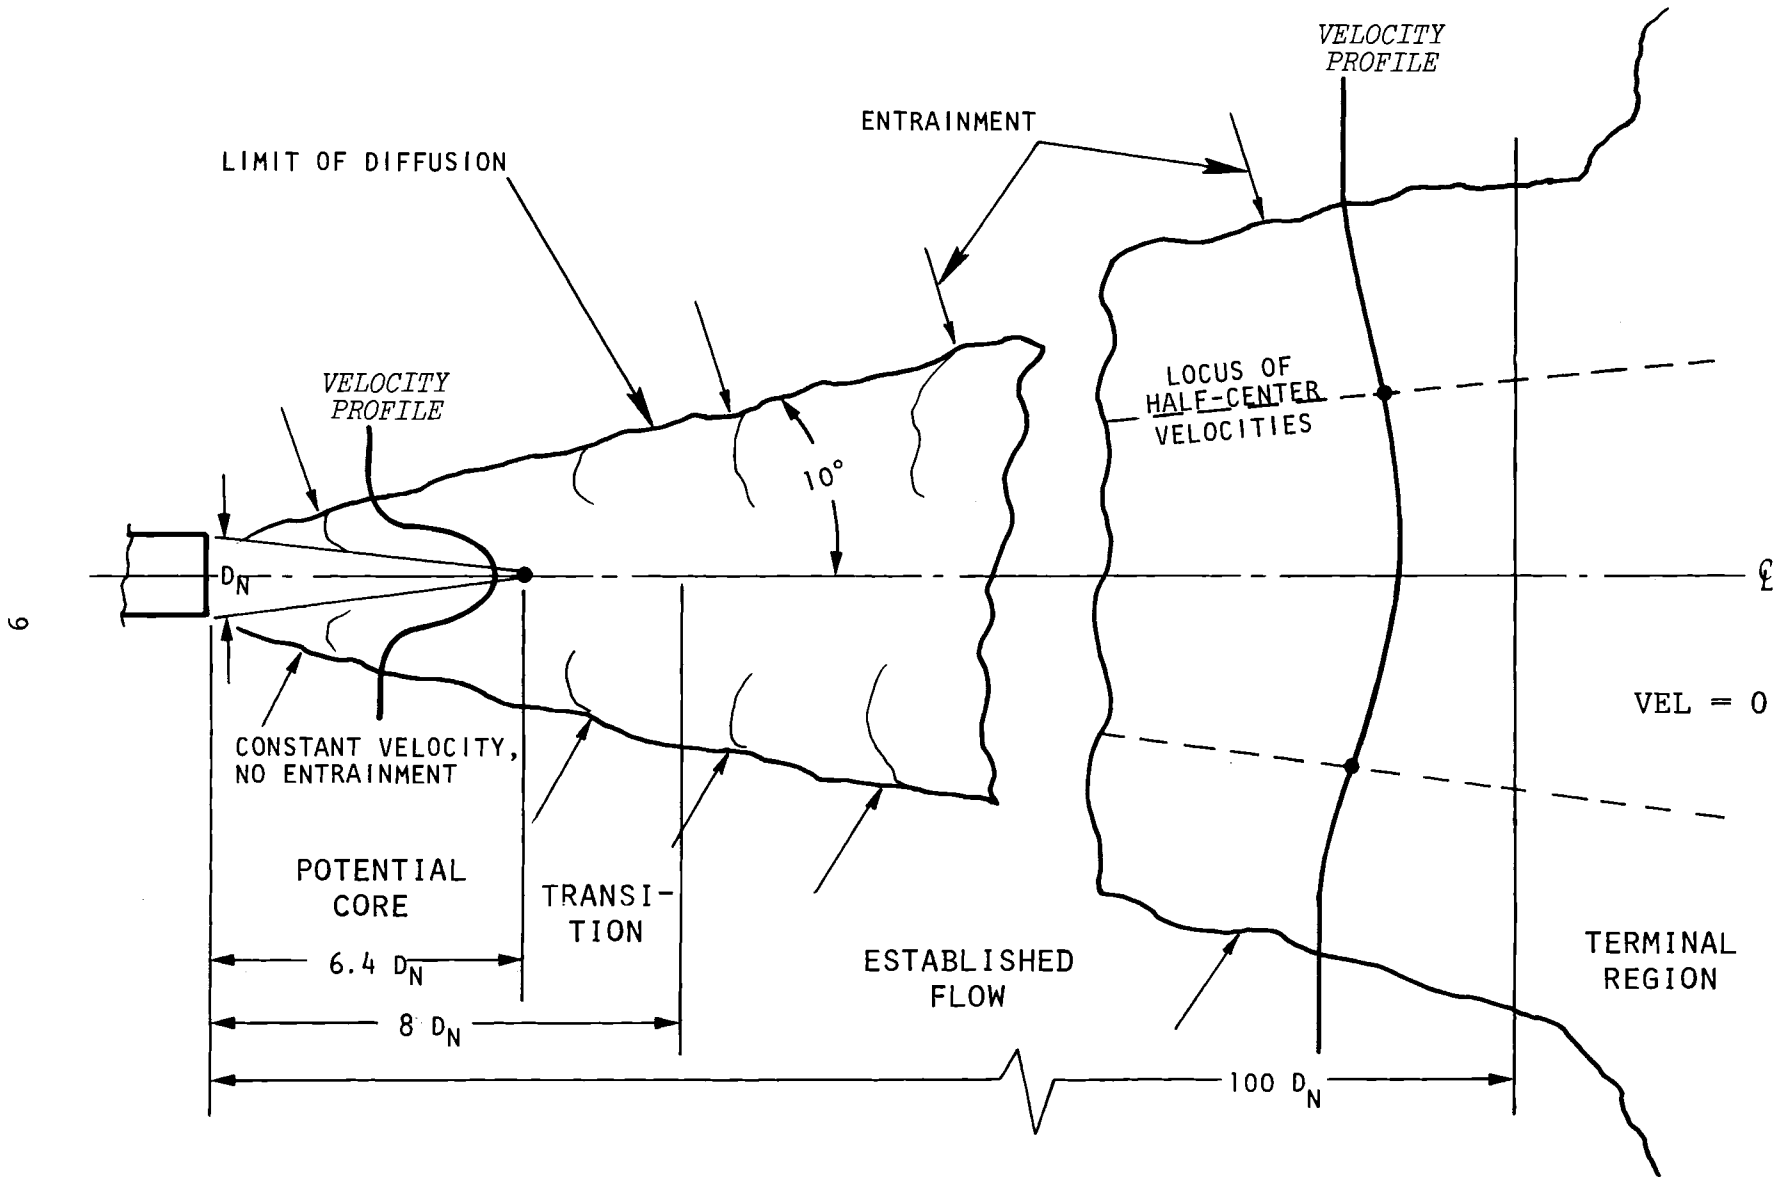 VELOCITY
PROFILE
ENTRAINMENT
LIMIT OF DIFFUSION
VELOCITY
PROFILE
LOCUS OF
HALF-CENTER
VELOCITIES
10°
D_N
℄
9
VEL = 0
CONSTANT VELOCITY,
NO ENTRAINMENT
POTENTIAL
CORE
TRANSI-
TION
ESTABLISHED
FLOW
TERMINAL
REGION
6.4 D_N
8 D_N
100 D_N